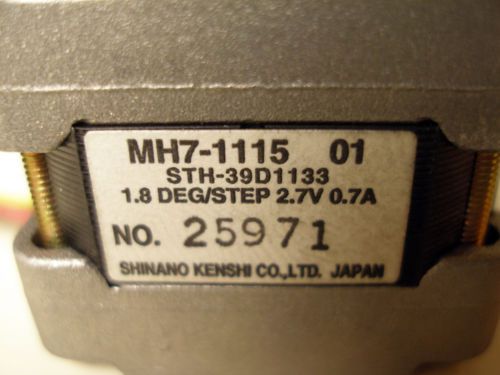 MH7-1115 01
STH-39D1133
1.8 DEG/STEP 2.7V 0.7A
NO. 25971
SHINANO KENSHI CO.,LTD. JAPAN